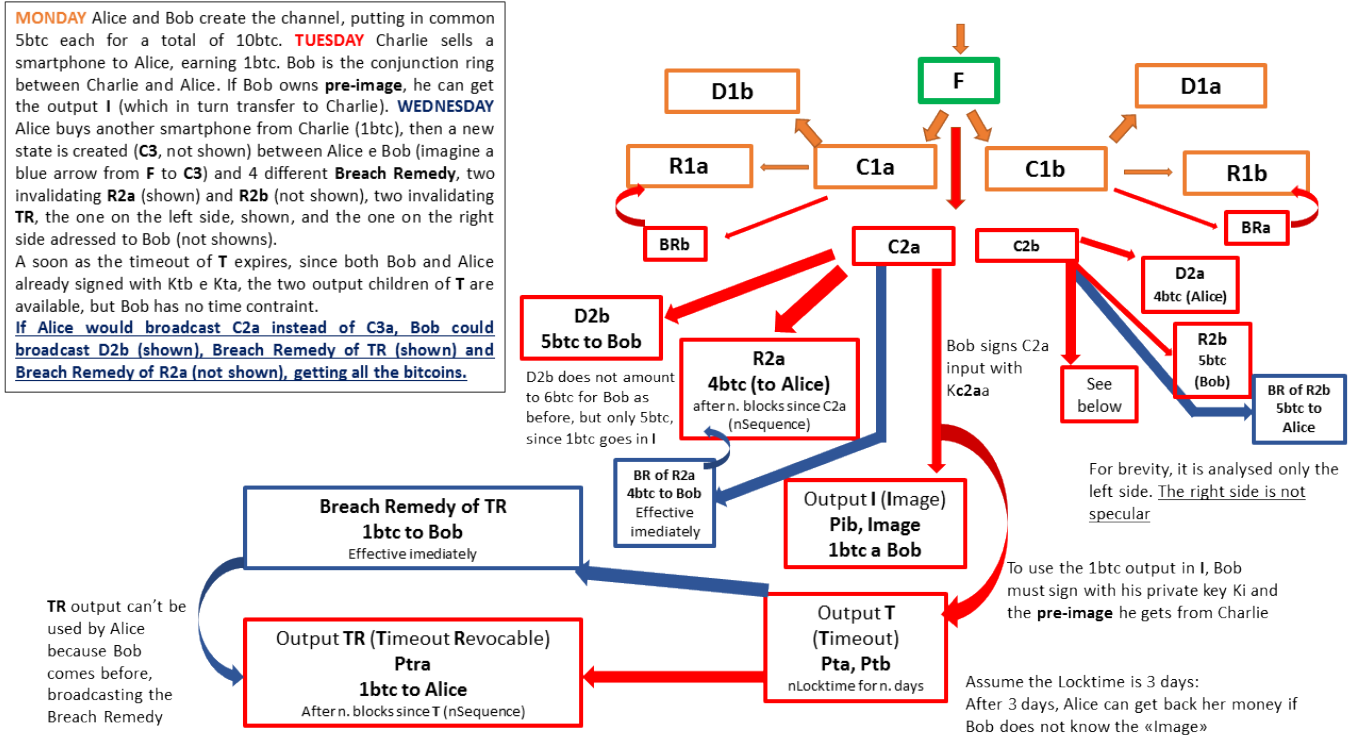 MONDAY Alice and Bob create the channel, putting in common
5btc each for a total of 10btc. TUESDAY Charlie sells a
smartphone to Alice, earning 1btc. Bob is the conjunction ring
between Charlie and Alice. If Bob owns pre-image, he can get
the output I (which in turn transfer to Charlie). WEDNESDAY
Alice buys another smartphone from Charlie (1btc), then a new
state is created (C3, not shown) between Alice e Bob (imagine a
blue arrow from F to C3) and 4 different Breach Remedy, two
invalidating R2a (shown) and R2b (not shown), two invalidating
TR, the one on the left side, shown, and the one on the right
side adressed to Bob (not showns).
A soon as the timeout of T expires, since both Bob and Alice
already signed with Ktb e Kta, the two output children of T are
available, but Bob has no time contraint.
If Alice would broadcast C2a instead of C3a, Bob could
broadcast D2b (shown), Breach Remedy of TR (shown) and
Breach Remedy of R2a (not shown), getting all the bitcoins.
F
D1b
D1a
R1a
C1a
C1b
R1b
BRb
BRa
C2a
C2b
D2a
4btc (Alice)
D2b
5btc to Bob
R2a
4btc (to Alice)
after n. blocks since C2a
(nSequence)
Bob signs C2a
input with
Kc2aa
R2b
5btc
(Bob)
See
below
BR of R2b
5btc to
Alice
D2b does not amount
to 6btc for Bob as
before, but only 5btc,
since 1btc goes in I
BR of R2a
4btc to Bob
Effective
imediately
For brevity, it is analysed only the
left side. The right side is not
specular
Output I (Image)
Pib, Image
1btc a Bob
Breach Remedy of TR
1btc to Bob
Effective imediately
To use the 1btc output in I, Bob
must sign with his private key Ki and
the pre-image he gets from Charlie
TR output can't be
used by Alice
because Bob
comes before,
broadcasting the
Breach Remedy
Output TR (Timeout Revocable)
Ptra
1btc to Alice
After n. blocks since T (nSequence)
Output T
(Timeout)
Pta, Ptb
nLocktime for n. days
Assume the Locktime is 3 days:
After 3 days, Alice can get back her money if
Bob does not know the «Image»